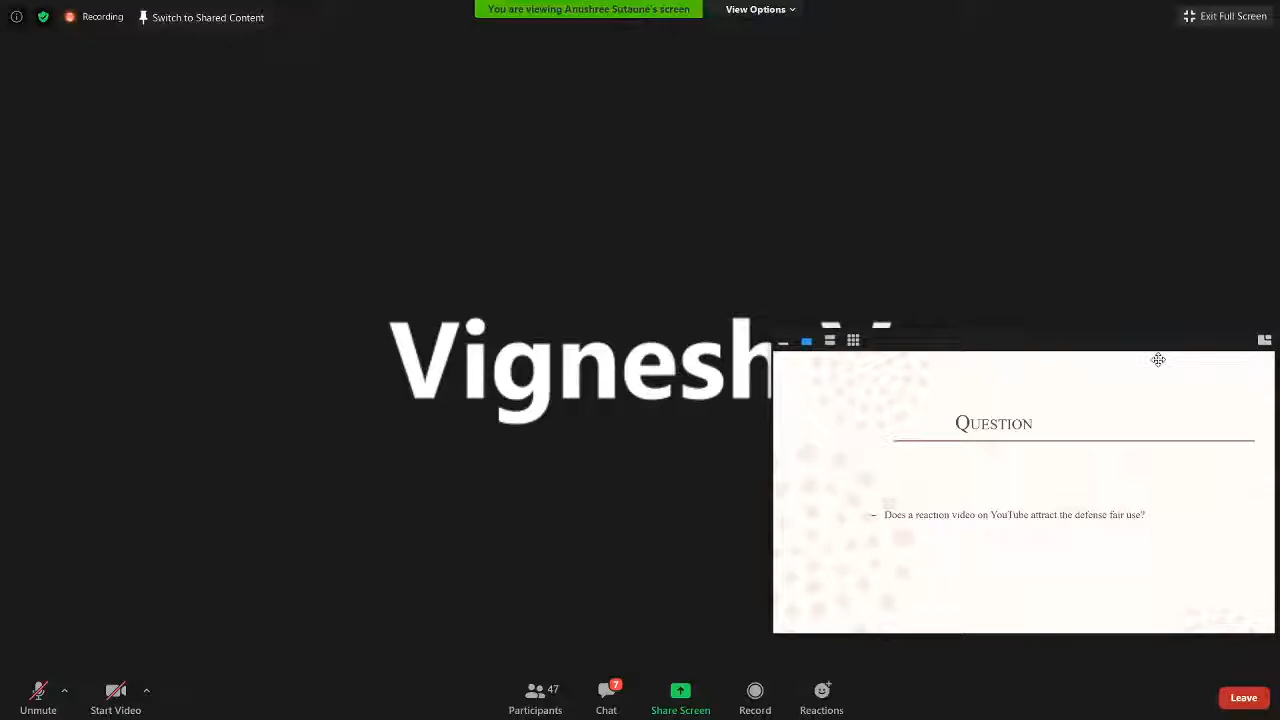 Recording
Switch to Shared Content
You are viewing Anushree Sutaone's screen
View Options
Exit Full Screen
Vignesh
QUESTION
– Does a reaction video on YouTube attract the defense fair use?
Unmute
Start Video
Participants
47
Chat
7
Share Screen
Record
Reactions
Leave